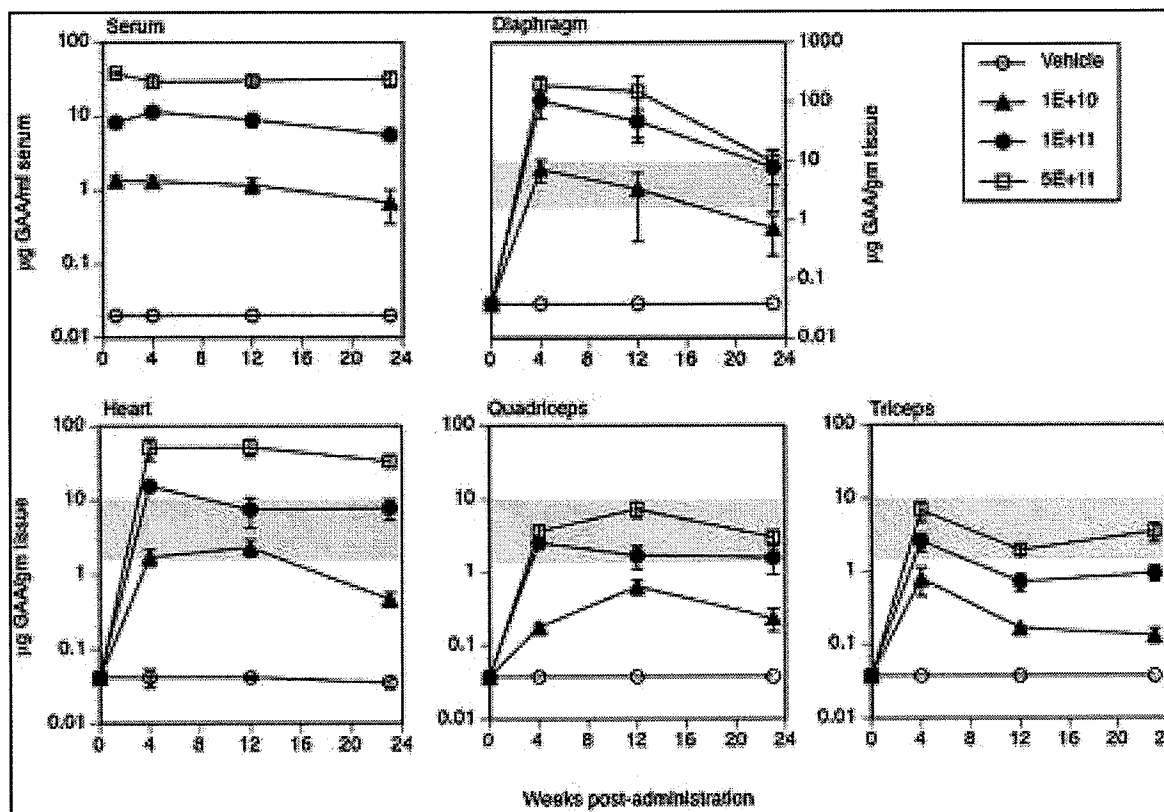 Serum
100
10
1
0.1
0.01
0 4 8 12 16 20 24
µg GAA/ml serum
Diaphragm
1000
100
10
1
0.1
0.01
0 4 8 12 16 20 24
µg GAA/gm tissue
Vehicle
1E+10
1E+11
5E+11
Heart
100
10
1
0.1
0.01
0 4 8 12 16 20 24
µg GAA/gm tissue
Quadriceps
100
10
1
0.1
0.01
0 4 8 12 16 20 24
Triceps
100
10
1
0.1
0.01
0 4 8 12 16 20
Weeks post-administration